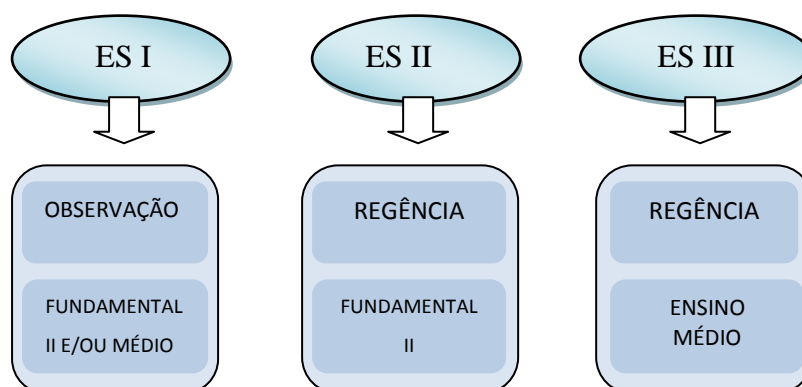 ES I
ES II
ES III
OBSERVAÇÃO
FUNDAMENTAL
II E/OU MÉDIO
REGÊNCIA
FUNDAMENTAL
II
REGÊNCIA
ENSINO
MÉDIO